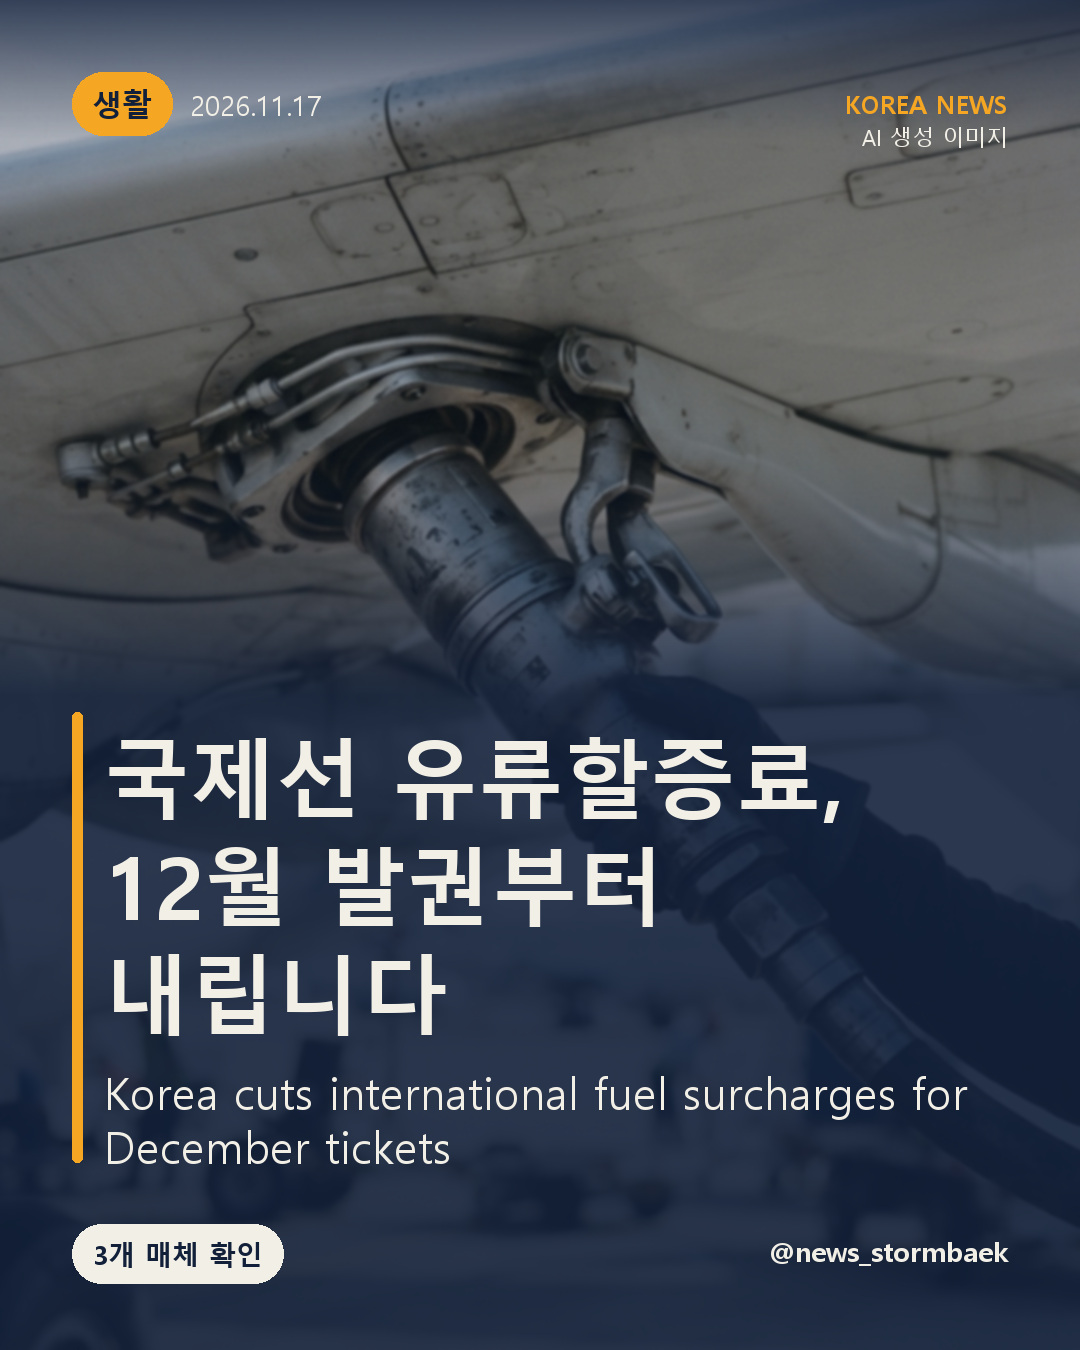 생활 2026.11.17
KOREA NEWS
AI 생성 이미지
국제선 유류할증료,
12월 발권부터
내립니다
Korea cuts international fuel surcharges for
December tickets
3개 매체 확인
@news_stormbaek